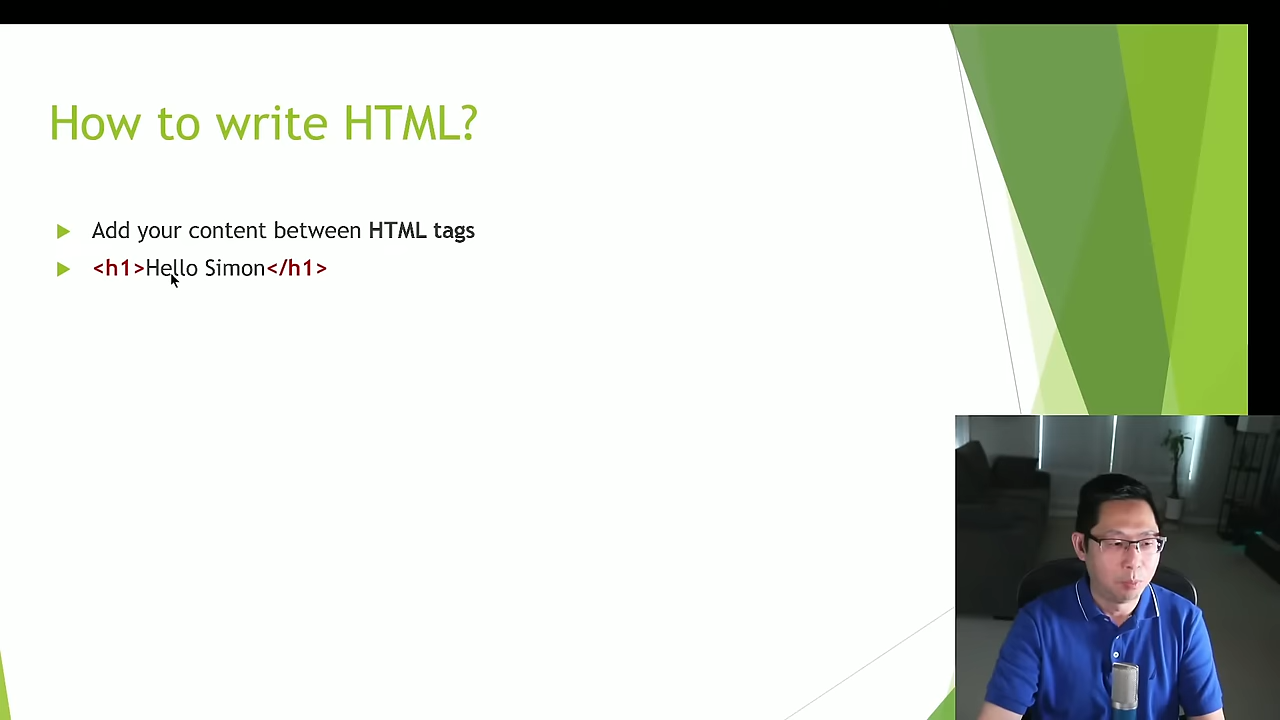 How to write HTML?
Add your content between HTML tags
<h1>Hello Simon</h1>